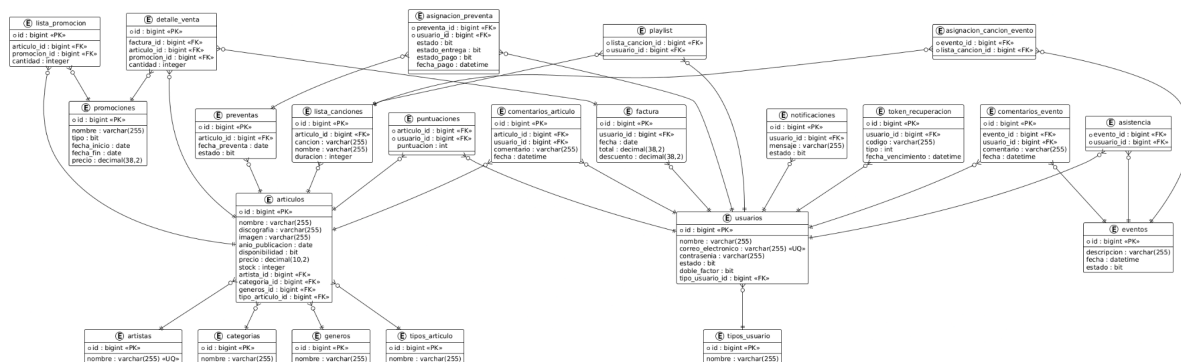 E lista_promocion
id : bigint «PK»
articulo_id : bigint «FK»
promocion_id : bigint «FK»
cantidad : integer
E detalle_venta
id : bigint «PK»
factura_id : bigint «FK»
articulo_id : bigint «FK»
promocion_id : bigint «FK»
cantidad : integer
E asignacion_preventa
preventa_id : bigint «FK»
usuario_id : bigint «FK»
estado : bit
estado_entrega : bit
estado_pago : bit
fecha_pago : datetime
E playlist
lista_cancion_id : bigint «FK»
usuario_id : bigint «FK»
E asignacion_cancion_evento
evento_id : bigint «FK»
lista_cancion_id : bigint «FK»
E promociones
id : bigint «PK»
nombre : varchar(255)
tipo : bit
fecha_inicio : date
fecha_fin : date
precio : decimal(38,2)
E preventas
id : bigint «PK»
articulo_id : bigint «FK»
fecha_preventa : date
estado : bit
E lista_canciones
id : bigint «PK»
articulo_id : bigint «FK»
cancion : varchar(255)
nombre : varchar(255)
duracion : integer
E puntuaciones
articulo_id : bigint «FK»
usuario_id : bigint «FK»
puntuacion : int
E comentarios_articulo
id : bigint «PK»
articulo_id : bigint «FK»
usuario_id : bigint «FK»
comentario : varchar(255)
fecha : datetime
E factura
id : bigint «PK»
usuario_id : bigint «FK»
fecha : date
total : decimal(38,2)
descuento : decimal(38,2)
E notificaciones
id : bigint «PK»
usuario_id : bigint «FK»
mensaje : varchar(255)
estado : bit
E token_recuperacion
id : bigint «PK»
usuario_id : bigint «FK»
codigo : varchar(255)
tipo : int
fecha_vencimiento : datetime
E comentarios_evento
id : bigint «PK»
evento_id : bigint «FK»
usuario_id : bigint «FK»
comentario : varchar(255)
fecha : datetime
E asistencia
evento_id : bigint «FK»
usuario_id : bigint «FK»
E articulos
id : bigint «PK»
nombre : varchar(255)
discografia : varchar(255)
imagen : varchar(255)
anio_publicacion : date
disponibilidad : bit
precio : decimal(10,2)
stock : integer
artista_id : bigint «FK»
categoria_id : bigint «FK»
generos_id : bigint «FK»
tipo_articulo_id : bigint «FK»
E usuarios
id : bigint «PK»
nombre : varchar(255)
correo_electronico : varchar(255) «UQ»
contrasenia : varchar(255)
estado : bit
doble_factor : bit
tipo_usuario_id : bigint «FK»
E eventos
id : bigint «PK»
descripcion : varchar(255)
fecha : datetime
estado : bit
E artistas
id : bigint «PK»
nombre : varchar(255) «UQ»
E categorias
id : bigint «PK»
nombre : varchar(255)
E generos
id : bigint «PK»
nombre : varchar(255)
E tipos_articulo
id : bigint «PK»
nombre : varchar(255)
E tipos_usuario
id : bigint «PK»
nombre : varchar(255)